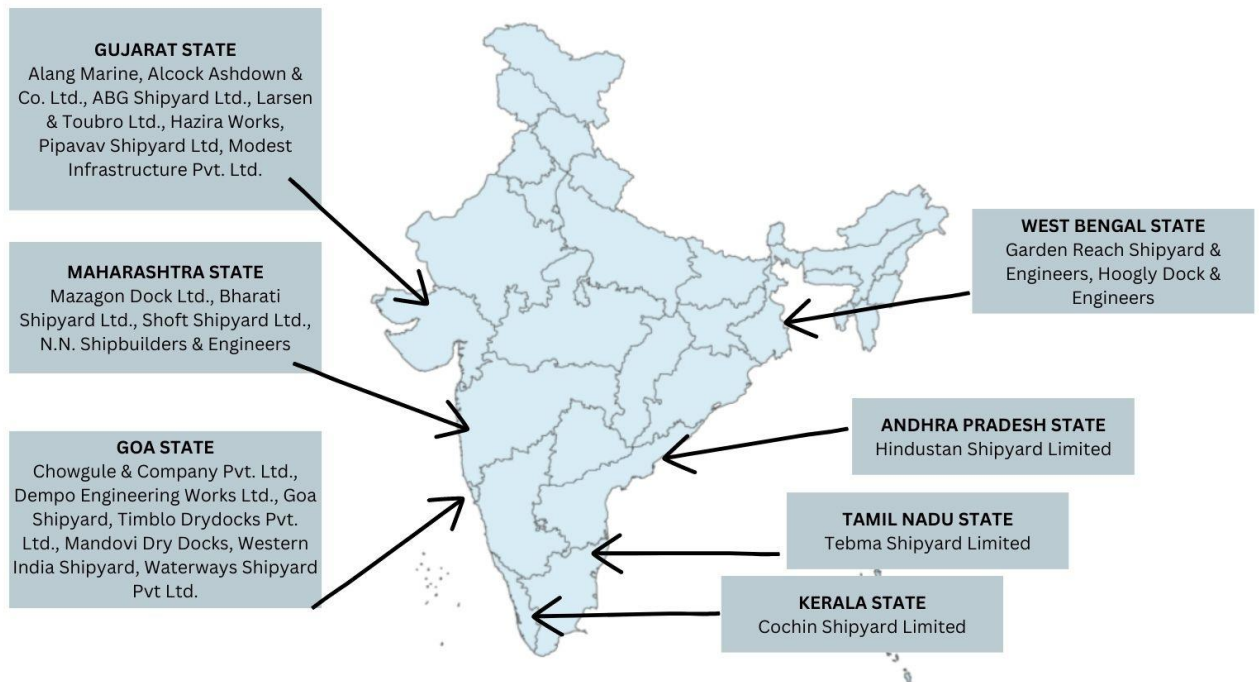 GUJARAT STATE
Alang Marine, Alcock Ashdown &
Co. Ltd., ABG Shipyard Ltd., Larsen
& Toubro Ltd., Hazira Works,
Pipavav Shipyard Ltd, Modest
Infrastructure Pvt. Ltd.
MAHARASHTRA STATE
Mazagon Dock Ltd., Bharati
Shipyard Ltd., Shoft Shipyard Ltd.,
N.N. Shipbuilders & Engineers
GOA STATE
Chowgule & Company Pvt. Ltd.,
Dempo Engineering Works Ltd., Goa
Shipyard, Timblo Drydocks Pvt.
Ltd., Mandovi Dry Docks, Western
India Shipyard, Waterways Shipyard
Pvt Ltd.
WEST BENGAL STATE
Garden Reach Shipyard &
Engineers, Hoogly Dock &
Engineers
ANDHRA PRADESH STATE
Hindustan Shipyard Limited
TAMIL NADU STATE
Tebma Shipyard Limited
KERALA STATE
Cochin Shipyard Limited